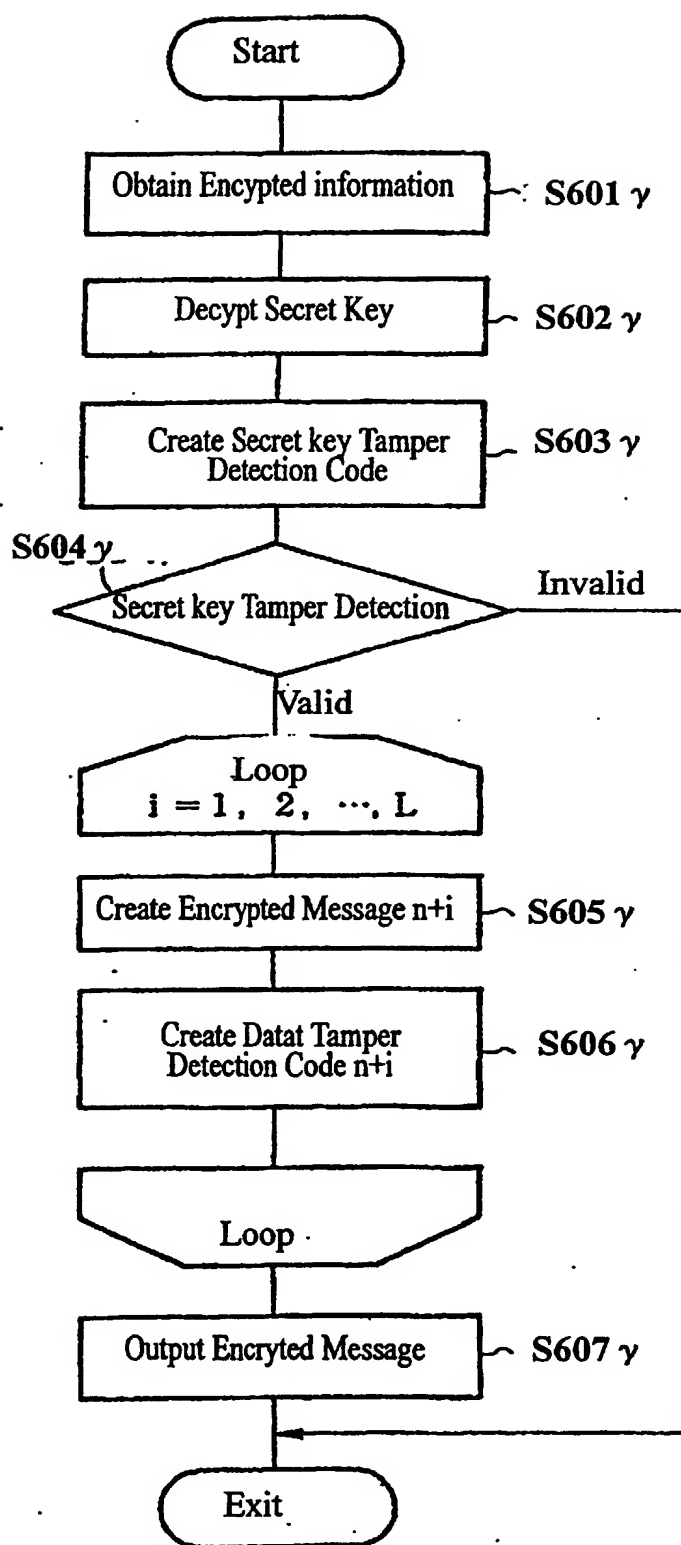 Start
Obtain Encypted information
S601 γ
Decypt Secret Key
S602 γ
Create Secret key Tamper
Detection Code
S603 γ
S604 γ
Secret key Tamper Detection
Invalid
Valid
Loop
i = 1, 2, ···, L
Create Encrypted Message n+i
S605 γ
Create Datat Tamper
Detection Code n+i
S606 γ
Loop
Output Encryted Message
S607 γ
Exit